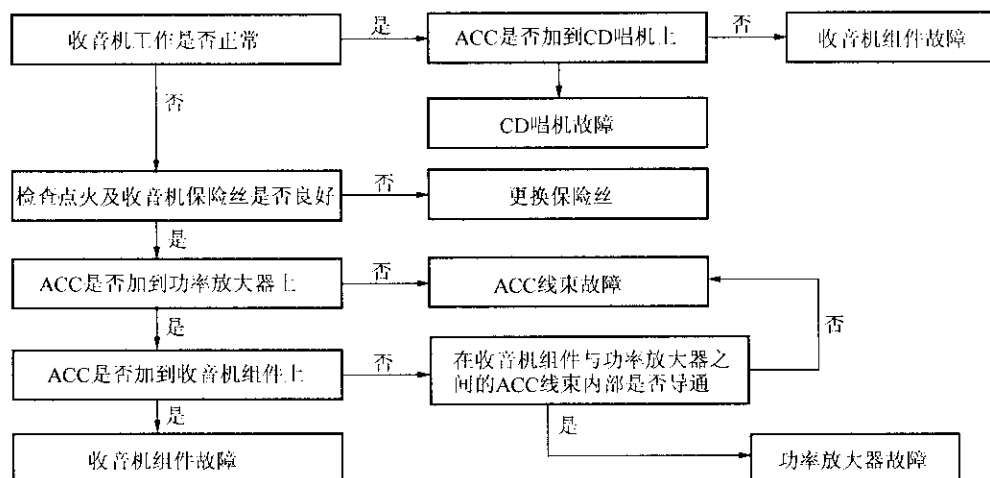 收音机工作是否正常
是
ACC是否加到CD唱机上
否
收音机组件故障
否
CD唱机故障
检查点火及收音机保险丝是否良好
否
更换保险丝
是
ACC是否加到功率放大器上
否
ACC线束故障
是
否
ACC是否加到收音机组件上
否
在收音机组件与功率放大器之
间的ACC线束内部是否导通
是
是
收音机组件故障
功率放大器故障